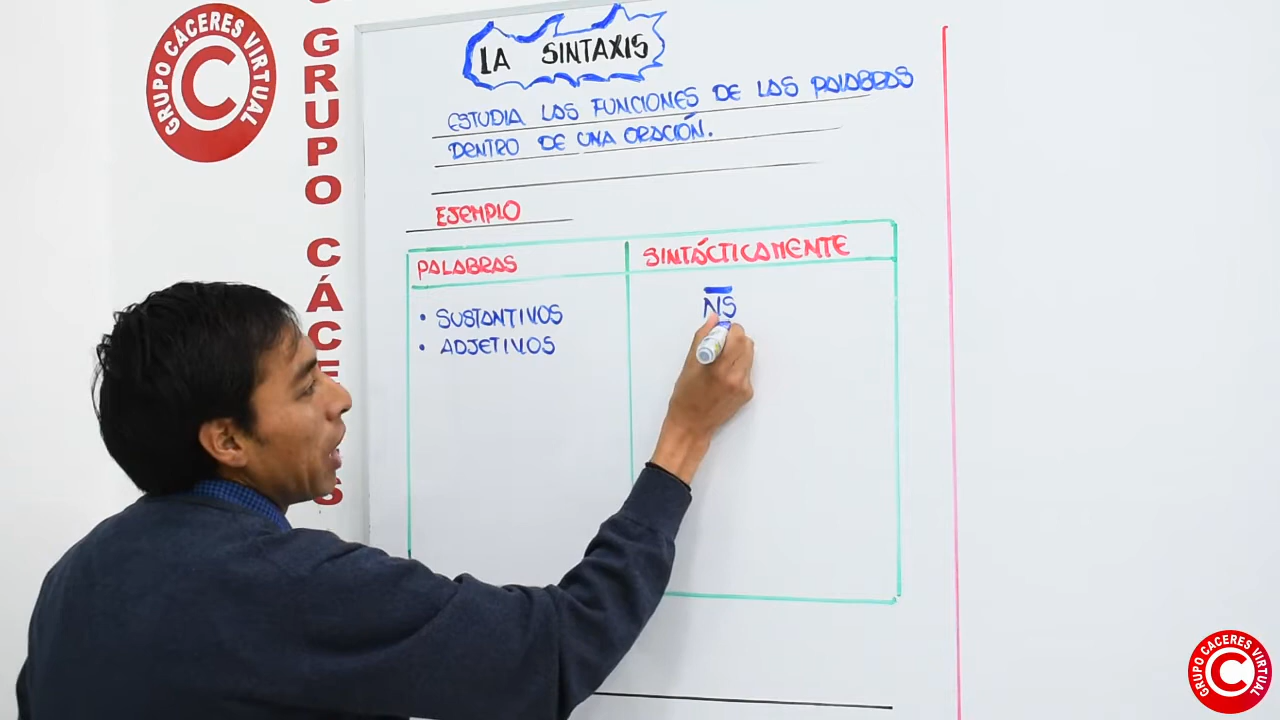 GRUPO CÁCERES VIRTUAL
C
GRUPO
LA SINTAXIS
ESTUDIA LAS FUNCIONES DE LAS PALABRAS
DENTRO DE UNA ORACIÓN.
EJEMPLO
PALABRAS
SINTÁCTICAMENTE
• SUSTANTIVOS
NS
• ADJETIVOS
CÁCE
S
GRUPO CACERES VIRTUAL
C